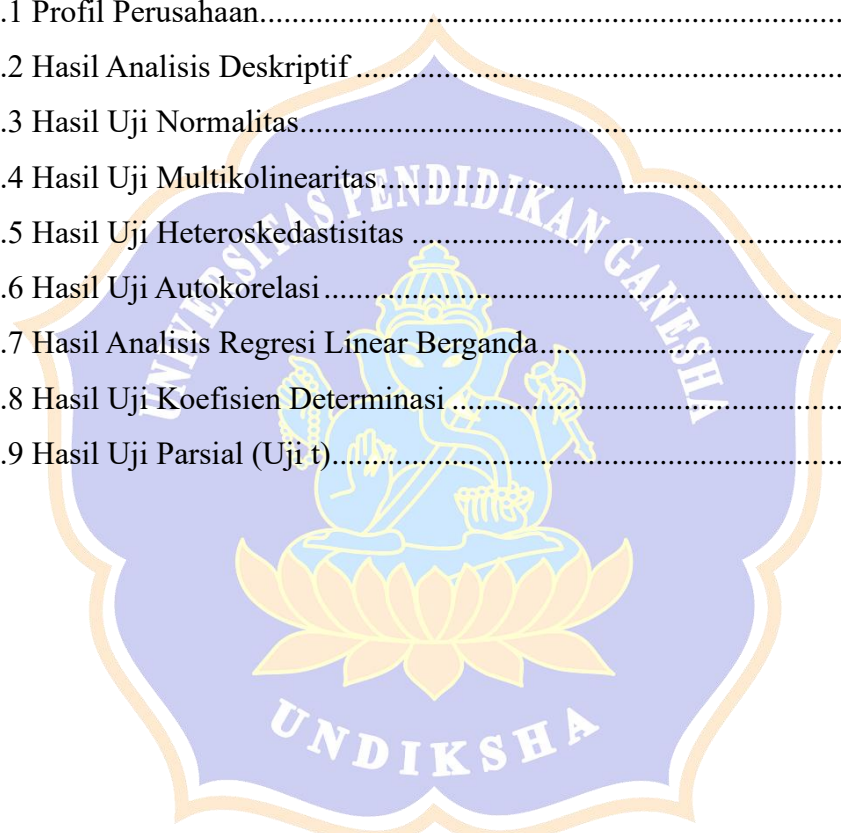 .1 Profil Perusahaan....................................................................
.2 Hasil Analisis Deskriptif ..........................................................
.3 Hasil Uji Normalitas.................................................................
.4 Hasil Uji Multikolinearitas.........................................................
.5 Hasil Uji Heteroskedastisitas .....................................................
.6 Hasil Uji Autokorelasi ..............................................................
.7 Hasil Analisis Regresi Linear Berganda......................................
.8 Hasil Uji Koefisien Determinasi .................................................
.9 Hasil Uji Parsial (Uji t)..............................................................
UNIVERSITAS PENDIDIKAN GANESHA
UNDIKSHA